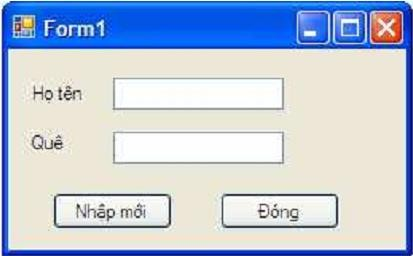 Form1
Họ tên
Quê
Nhập mới Đóng